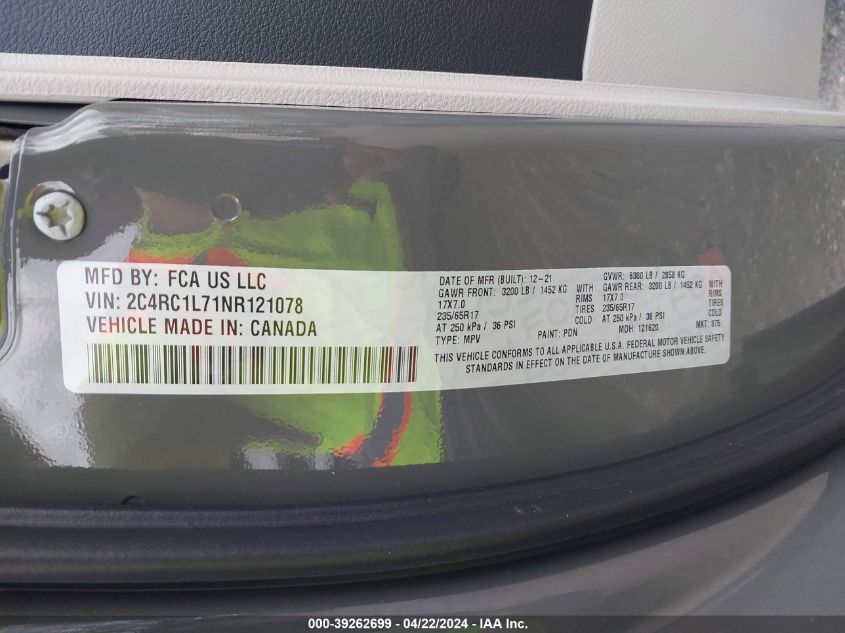 MFD BY: FCA US LLC
VIN: 2C4RC1L71NR121078
VEHICLE MADE IN: CANADA
DATE OF MFR (BUILT): 12-21 GVWR: 6300 LB / 2858 KG
GAWR FRONT: 3200 LB / 1452 KG WITH GAWR REAR: 3200 LB / 1452 KG WITH
17X7.0 RIMS 17X7.0 RIMS
235/65R17 TIRES 235/65R17 TIRES
AT 250 kPa / 36 PSI COLD AT 250 kPa / 36 PSI COLD
TYPE: MPV PAINT: PDN MDH: 121620 MKT: 875
THIS VEHICLE CONFORMS TO ALL APPLICABLE U.S.A. FEDERAL MOTOR VEHICLE SAFETY
STANDARDS IN EFFECT ON THE DATE OF MANUFACTURE SHOWN ABOVE.
000-39262699 - 04/22/2024 - IAA Inc.